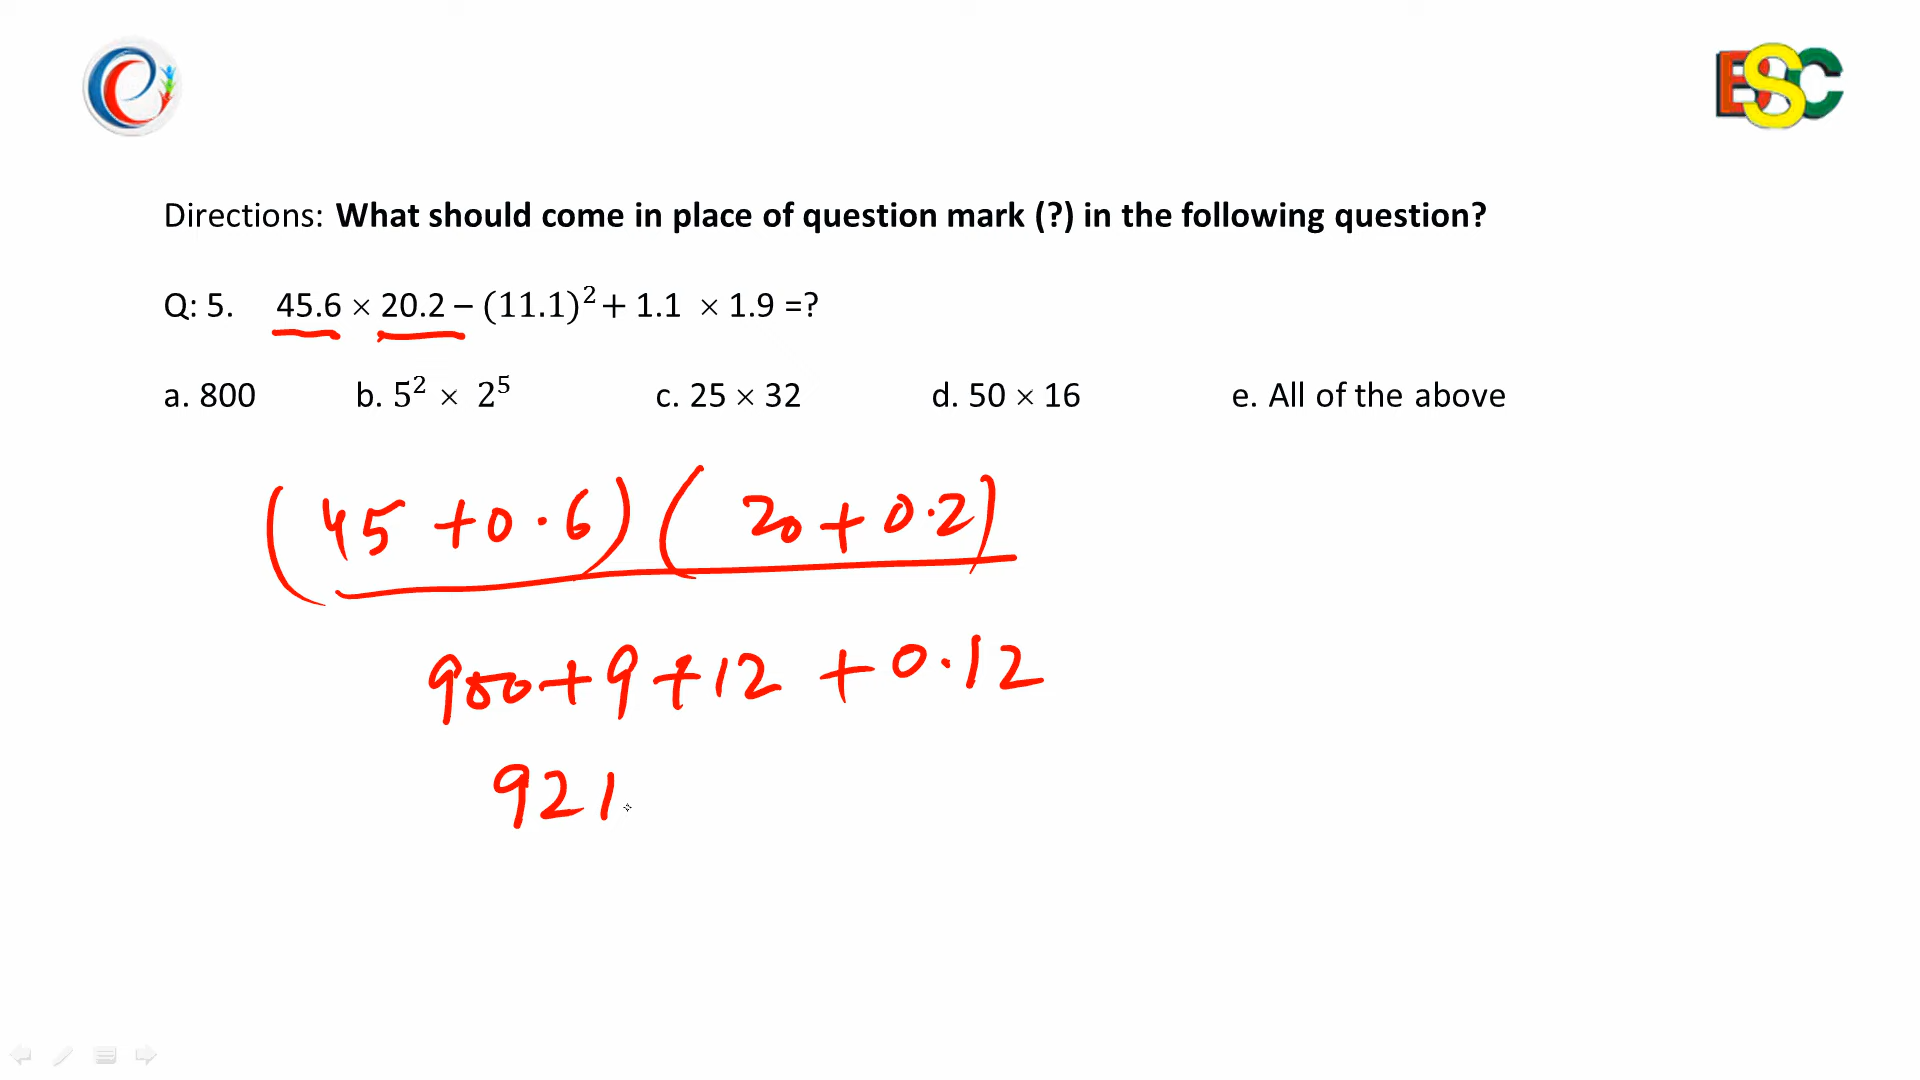 ESC
Directions: What should come in place of question mark (?) in the following question?
Q: 5. 45.6 × 20.2 – (11.1)² + 1.1 × 1.9 =?
a. 800 b. 5² × 2⁵ c. 25 × 32 d. 50 × 16 e. All of the above
(45 + 0.6) (20 + 0.2)
900 + 9 + 12 + 0.12
921